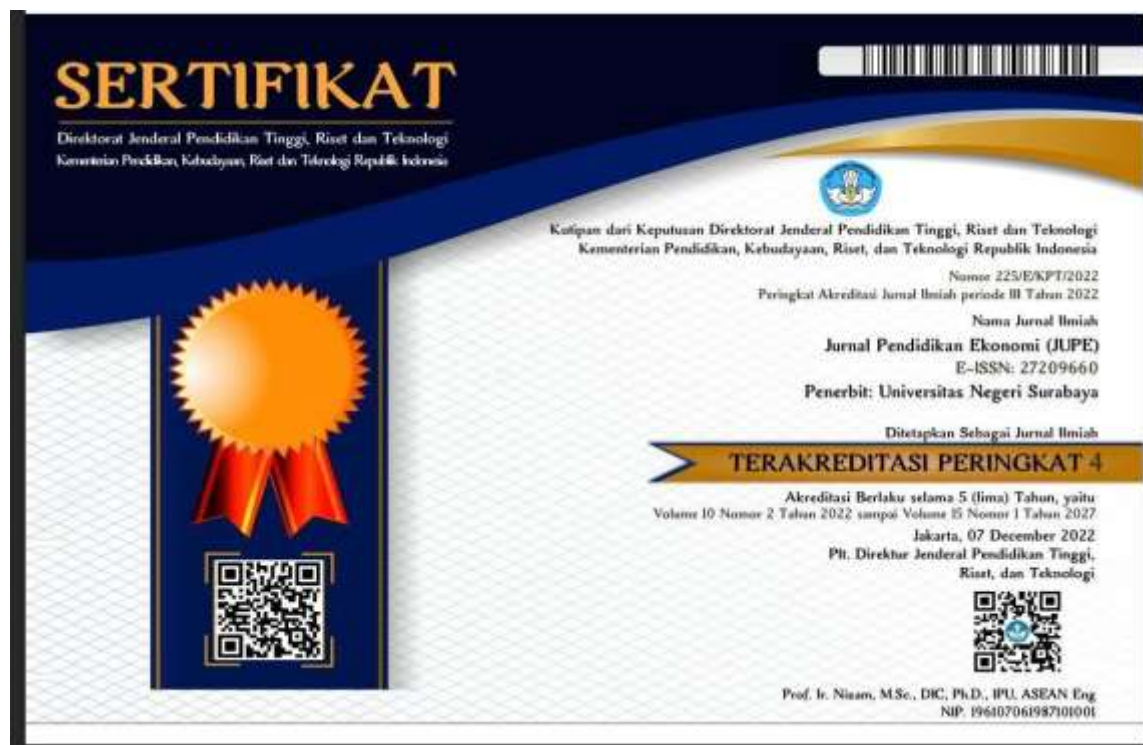 SERTIFIKAT
Direktorat Jenderal Pendidikan Tinggi, Riset dan Teknologi
Kementerian Pendidikan, Kebudayaan, Riset dan Teknologi Republik Indonesia
Kutipan dari Keputusan Direktorat Jenderal Pendidikan Tinggi, Riset dan Teknologi
Kementerian Pendidikan, Kebudayaan, Riset, dan Teknologi Republik Indonesia
Nomor 225/E/KPT/2022
Peringkat Akreditasi Jurnal Ilmiah periode III Tahun 2022
Nama Jurnal Ilmiah
Jurnal Pendidikan Ekonomi (JUPE)
E-ISSN: 27209660
Penerbit: Universitas Negeri Surabaya
Ditetapkan Sebagai Jurnal Ilmiah
TERAKREDITASI PERINGKAT 4
Akreditasi Berlaku selama 5 (lima) Tahun, yaitu
Volume 10 Nomor 2 Tahun 2022 sampai Volume 15 Nomor 1 Tahun 2027
Jakarta, 07 December 2022
Plt. Direktur Jenderal Pendidikan Tinggi,
Riset, dan Teknologi
Prof. Ir. Nizam, M.Sc., DIC, Ph.D., IPU, ASEAN Eng
NIP. 196107061987101001